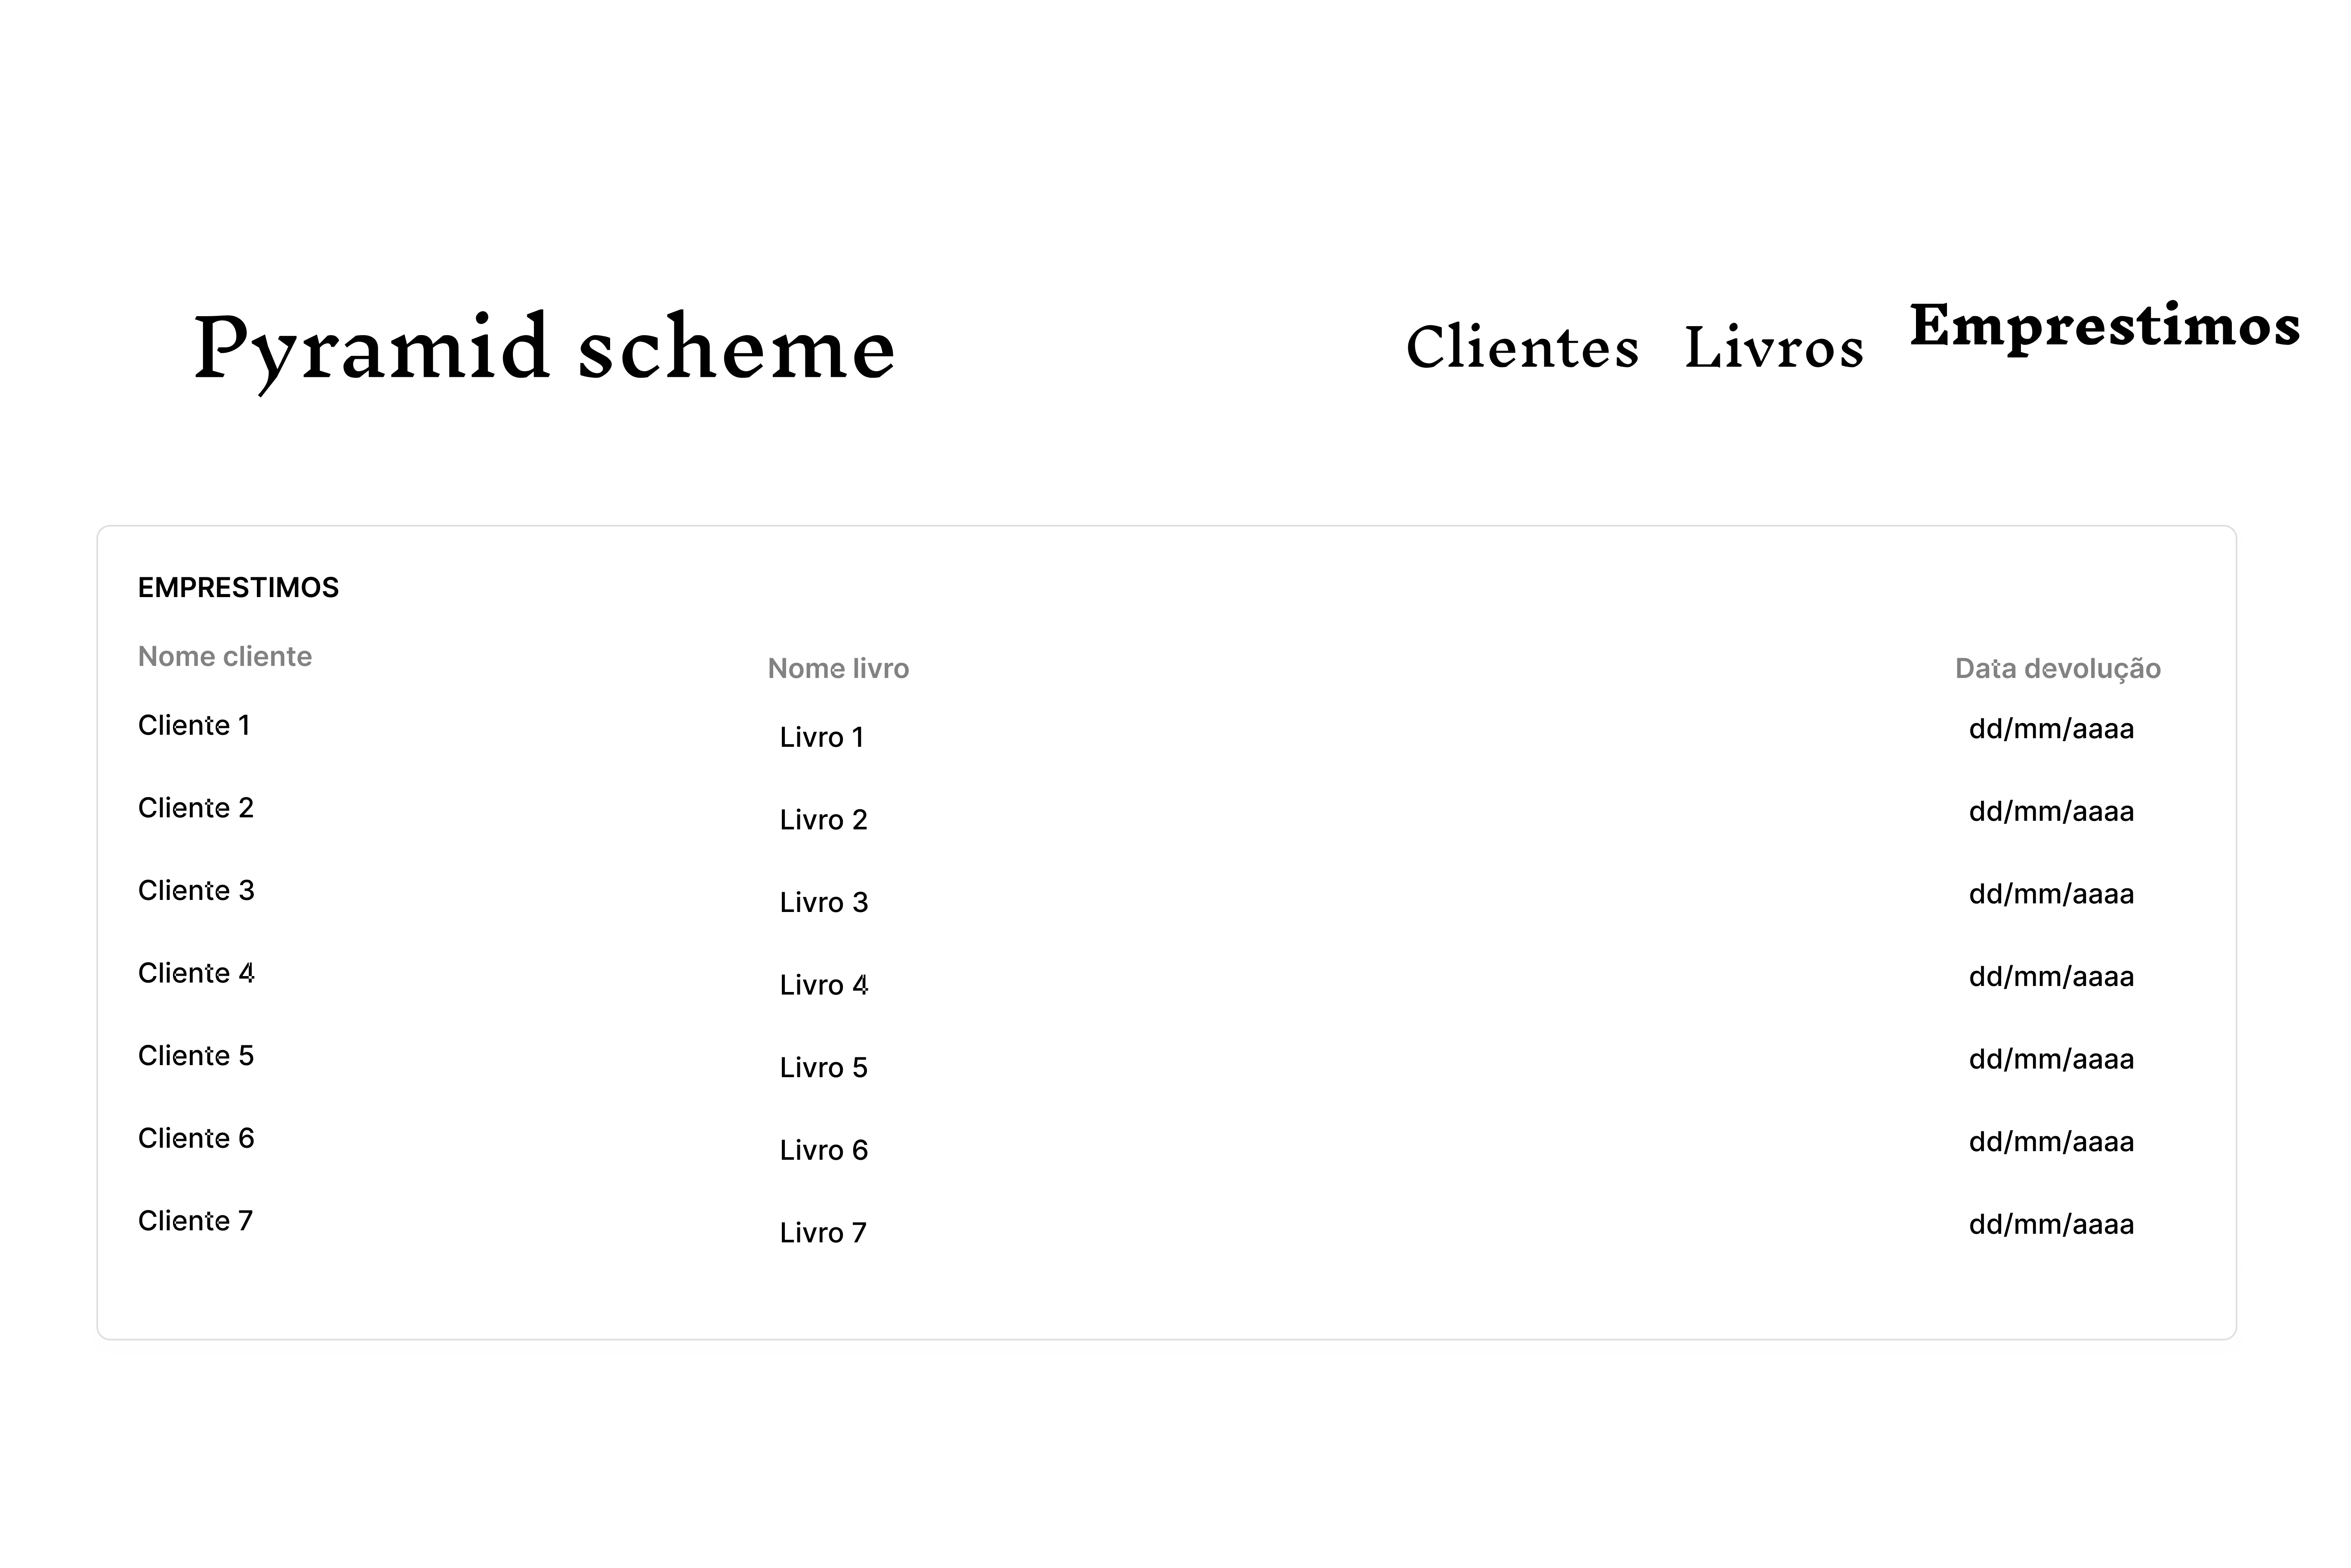 Pyramid scheme
Clientes Livros Emprestimos
EMPRESTIMOS
Nome cliente Nome livro Data devolução
Cliente 1 Livro 1 dd/mm/aaaa
Cliente 2 Livro 2 dd/mm/aaaa
Cliente 3 Livro 3 dd/mm/aaaa
Cliente 4 Livro 4 dd/mm/aaaa
Cliente 5 Livro 5 dd/mm/aaaa
Cliente 6 Livro 6 dd/mm/aaaa
Cliente 7 Livro 7 dd/mm/aaaa